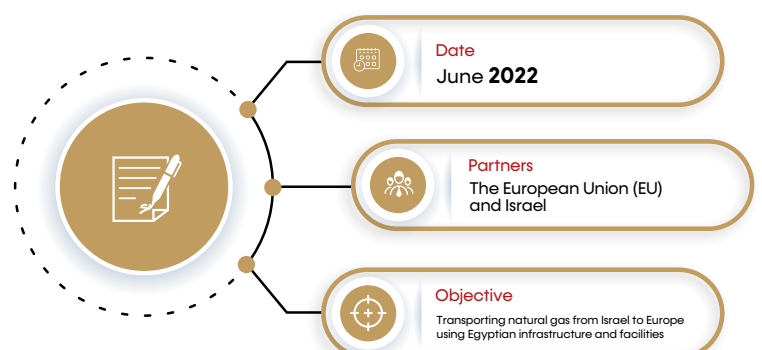 Date
June 2022
Partners
The European Union (EU)
and Israel
Objective
Transporting natural gas from Israel to Europe
using Egyptian infrastructure and facilities